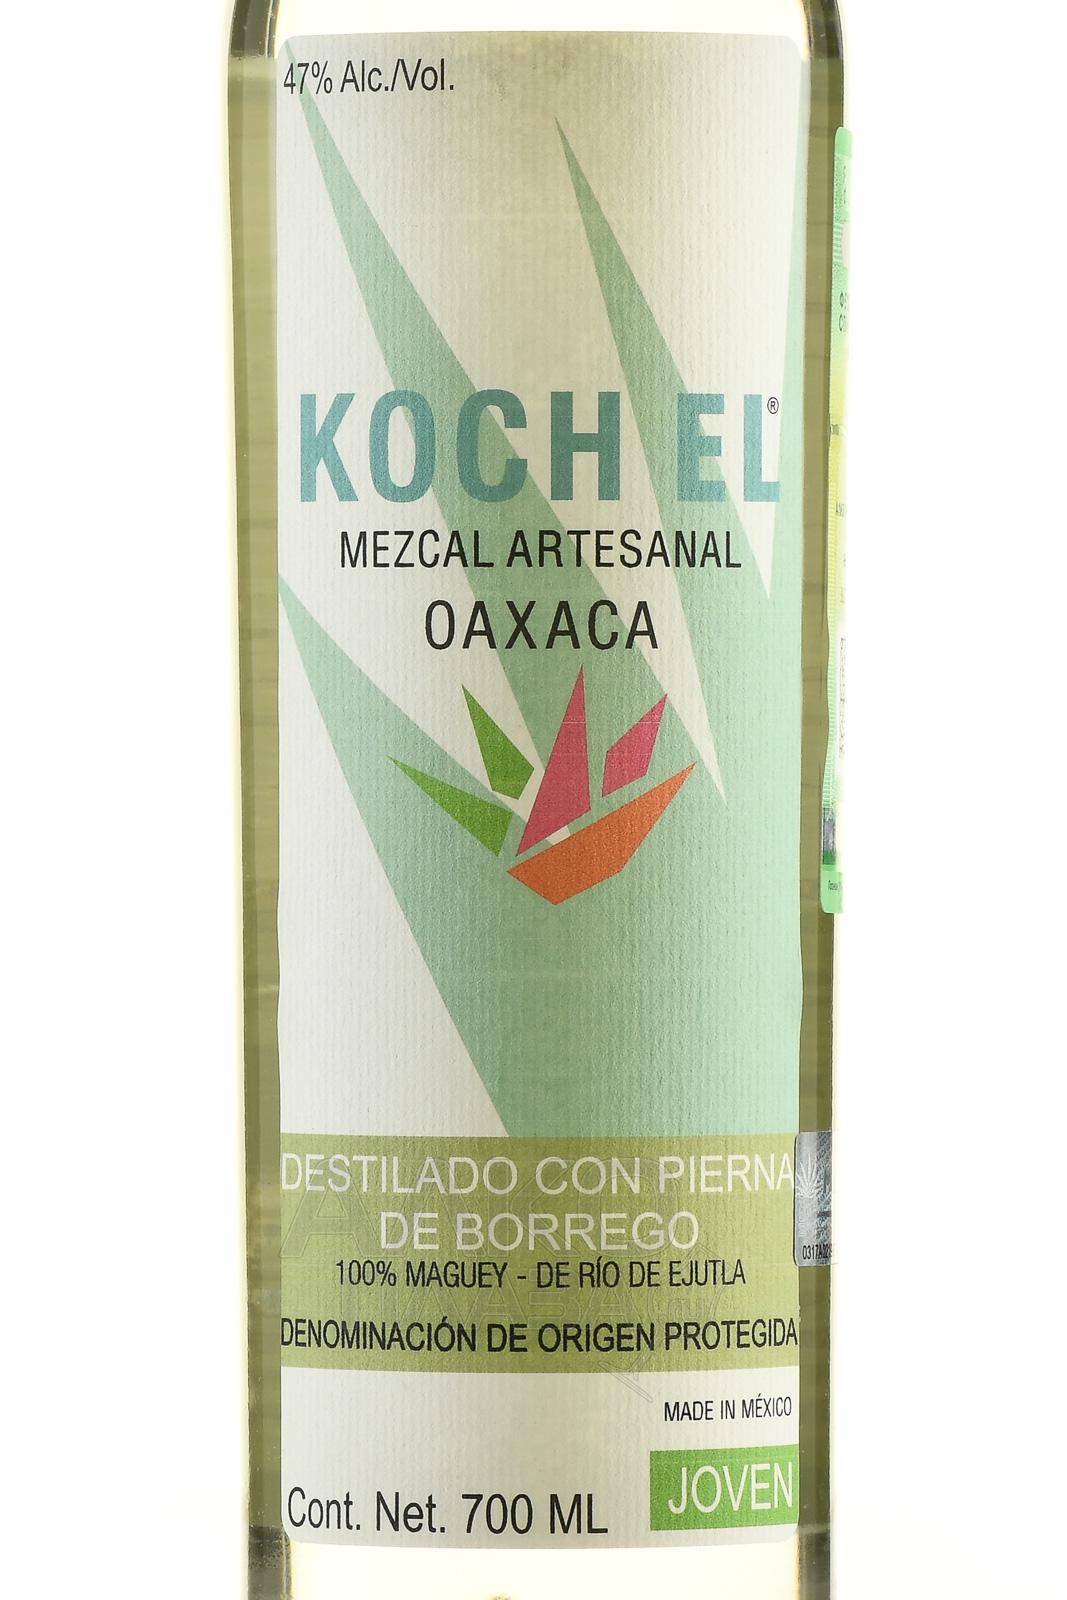 47% Alc./Vol.
KOCH EL®
MEZCAL ARTESANAL
OAXACA
DESTILADO CON PIERNA
DE BORREGO
100% MAGUEY - DE RÍO DE EJUTLA
DENOMINACIÓN DE ORIGEN PROTEGIDA
MADE IN MÉXICO
JOVEN
Cont. Net. 700 ML